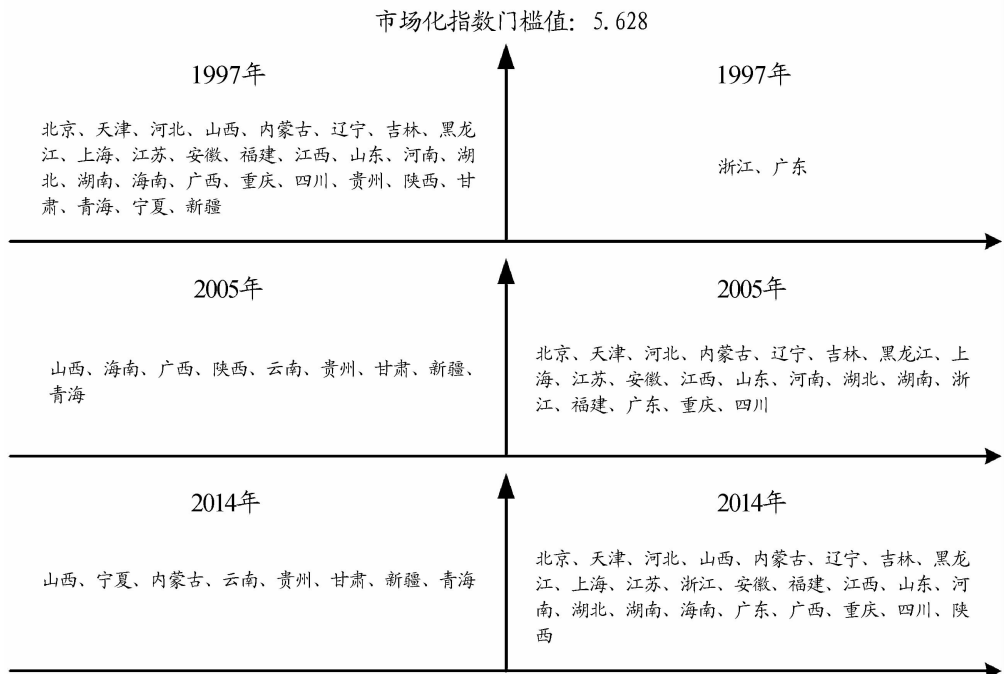 市场化指数门槛值：5.628
1997年
北京、天津、河北、山西、内蒙古、辽宁、吉林、黑龙
江、上海、江苏、安徽、福建、江西、山东、河南、湖
北、湖南、海南、广西、重庆、四川、贵州、陕西、甘
肃、青海、宁夏、新疆
1997年
浙江、广东
2005年
山西、海南、广西、陕西、云南、贵州、甘肃、新疆、
青海
2005年
北京、天津、河北、内蒙古、辽宁、吉林、黑龙江、上
海、江苏、安徽、江西、山东、河南、湖北、湖南、浙
江、福建、广东、重庆、四川
2014年
山西、宁夏、内蒙古、云南、贵州、甘肃、新疆、青海
2014年
北京、天津、河北、山西、内蒙古、辽宁、吉林、黑龙
江、上海、江苏、浙江、安徽、福建、江西、山东、河
南、湖北、湖南、海南、广东、广西、重庆、四川、陕
西